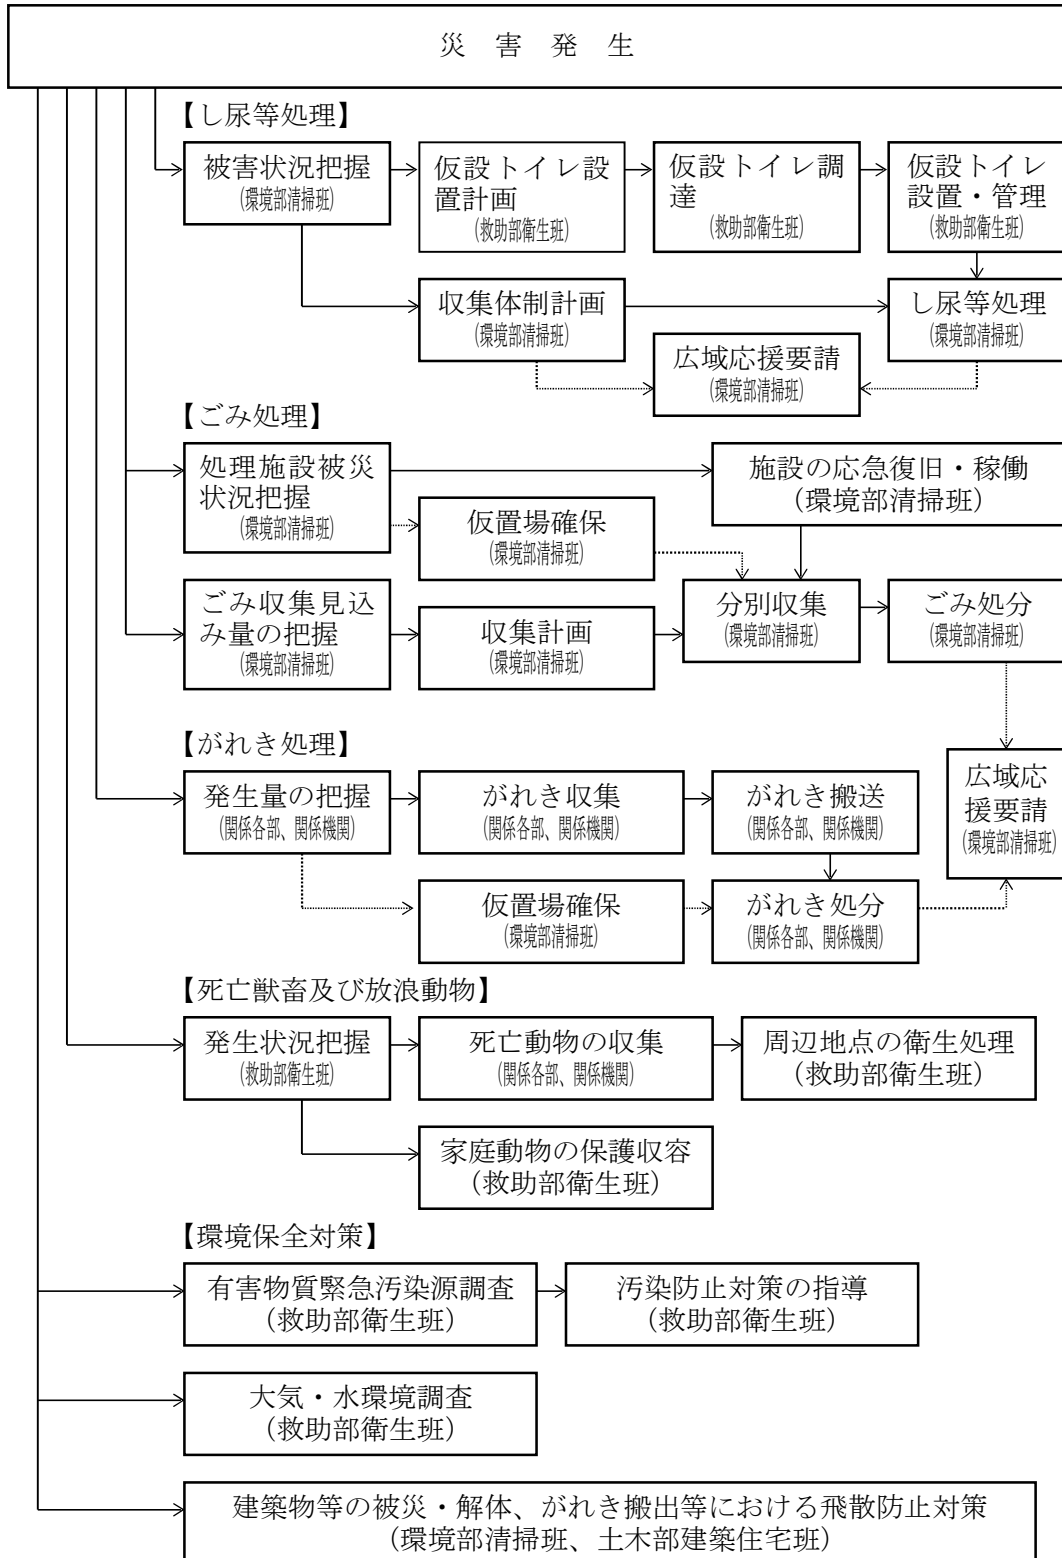 災 害 発 生
【し尿等処理】
被害状況把握
(環境部清掃班)
仮設トイレ設
置計画
(救助部衛生班)
仮設トイレ調
達
(救助部衛生班)
仮設トイレ
設置・管理
(救助部衛生班)
収集体制計画
(環境部清掃班)
し尿等処理
(環境部清掃班)
広域応援要請
(環境部清掃班)
【ごみ処理】
処理施設被災
状況把握
(環境部清掃班)
施設の応急復旧・稼働
(環境部清掃班)
仮置場確保
(環境部清掃班)
ごみ収集見込
み量の把握
(環境部清掃班)
収集計画
(環境部清掃班)
分別収集
(環境部清掃班)
ごみ処分
(環境部清掃班)
【がれき処理】
発生量の把握
(関係各部、関係機関)
がれき収集
(関係各部、関係機関)
がれき搬送
(関係各部、関係機関)
広域応
援要請
(環境部清掃班)
仮置場確保
(環境部清掃班)
がれき処分
(関係各部、関係機関)
【死亡獣畜及び放浪動物】
発生状況把握
(救助部衛生班)
死亡動物の収集
(関係各部、関係機関)
周辺地点の衛生処理
(救助部衛生班)
家庭動物の保護収容
(救助部衛生班)
【環境保全対策】
有害物質緊急汚染源調査
(救助部衛生班)
汚染防止対策の指導
(救助部衛生班)
大気・水環境調査
(救助部衛生班)
建築物等の被災・解体、がれき搬出等における飛散防止対策
(環境部清掃班、土木部建築住宅班)